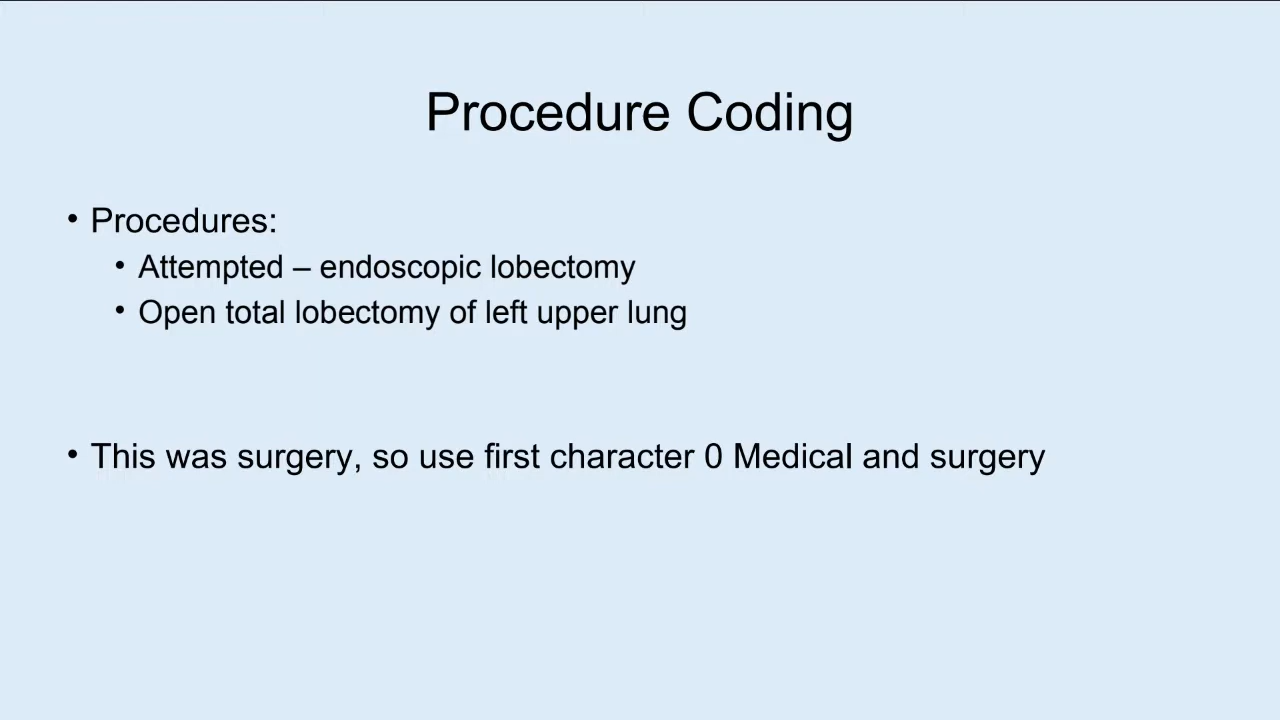 Procedure Coding
• Procedures:
• Attempted – endoscopic lobectomy
• Open total lobectomy of left upper lung
• This was surgery, so use first character 0 Medical and surgery